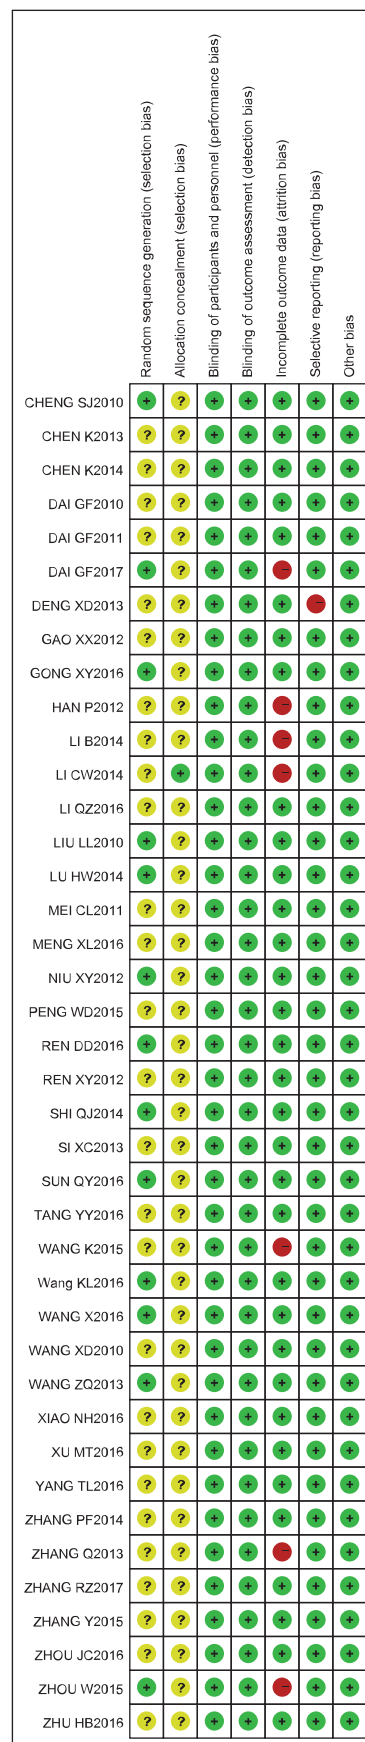 Random sequence generation (selection bias)
Allocation concealment (selection bias)
Blinding of participants and personnel (performance bias)
Blinding of outcome assessment (detection bias)
Incomplete outcome data (attrition bias)
Selective reporting (reporting bias)
Other bias
CHENG SJ2010 + ? + + + + +
CHEN K2013 ? ? + + + + +
CHEN K2014 ? ? + + + + +
DAI GF2010 ? ? + + + + +
DAI GF2011 ? ? + + + + +
DAI GF2017 + ? + + − + +
DENG XD2013 ? ? + + + − +
GAO XX2012 ? ? + + + + +
GONG XY2016 + ? + + + + +
HAN P2012 ? ? + + − + +
LI B2014 ? ? + + − + +
LI CW2014 ? + + + − + +
LI QZ2016 ? ? + + + + +
LIU LL2010 + ? + + + + +
LU HW2014 + ? + + + + +
MEI CL2011 ? ? + + + + +
MENG XL2016 ? ? + + + + +
NIU XY2012 + ? + + + + +
PENG WD2015 ? ? + + + + +
REN DD2016 + ? + + + + +
REN XY2012 ? ? + + + + +
SHI QJ2014 + ? + + + + +
SI XC2013 ? ? + + + + +
SUN QY2016 + ? + + + + +
TANG YY2016 ? ? + + + + +
WANG K2015 ? ? + + − + +
Wang KL2016 + ? + + + + +
WANG X2016 + ? + + + + +
WANG XD2010 ? ? + + + + +
WANG ZQ2013 + ? + + + + +
XIAO NH2016 ? ? + + + + +
XU MT2016 ? ? + + + + +
YANG TL2016 ? ? + + + + +
ZHANG PF2014 ? ? + + + + +
ZHANG Q2013 ? ? + + − + +
ZHANG RZ2017 ? ? + + + + +
ZHANG Y2015 ? ? + + + + +
ZHOU JC2016 ? ? + + + + +
ZHOU W2015 + ? + + − + +
ZHU HB2016 ? ? + + + + +